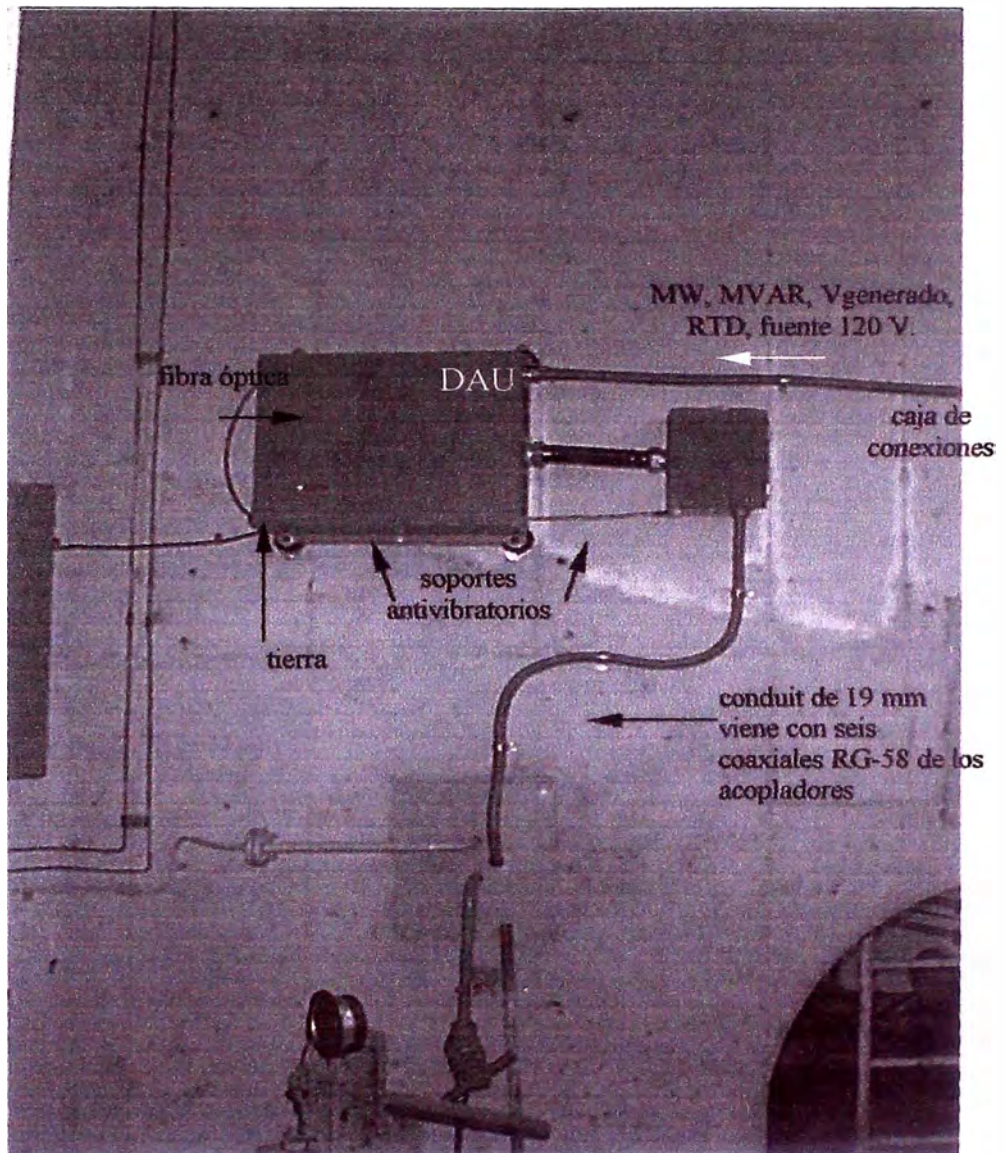 MW, MVAR, Vgenerado,
RTD, fuente 120 V.
fibra óptica
DAU
caja de
conexiones
soportes
antivibratorios
tierra
conduit de 19 mm
viene con seis
coaxiales RG-58 de los
acopladores